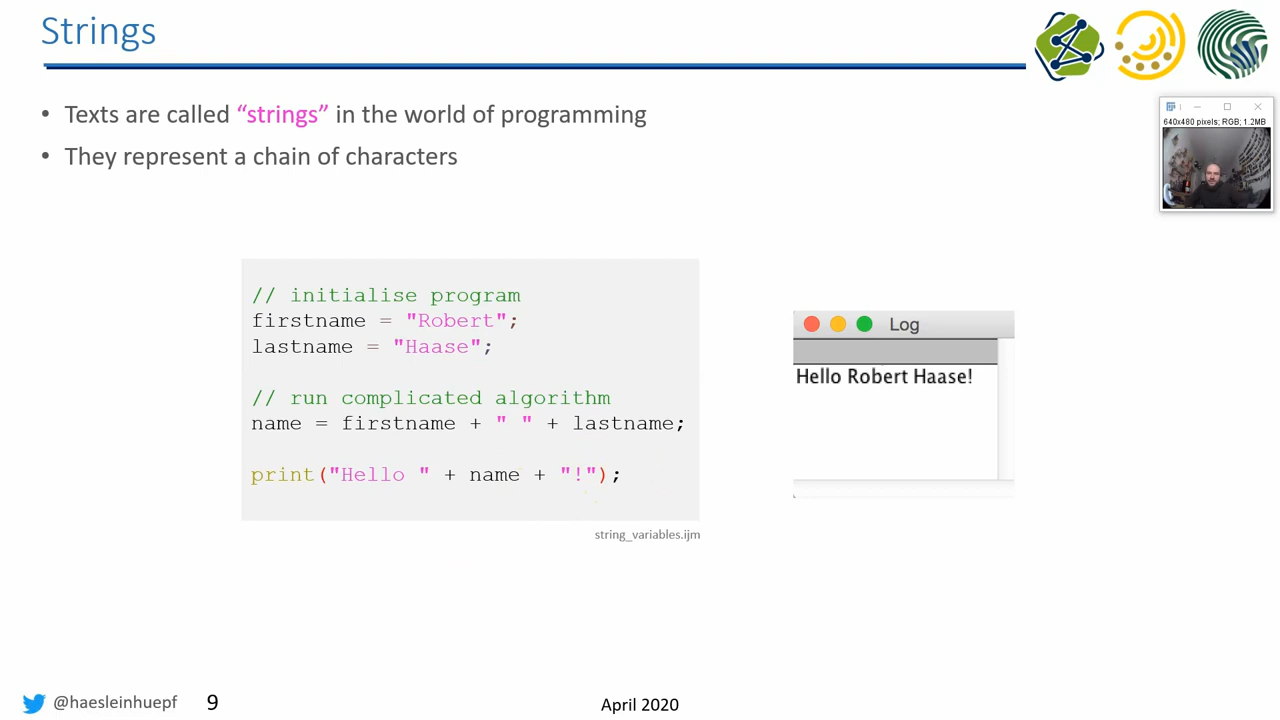 Strings
• Texts are called “strings” in the world of programming
• They represent a chain of characters
640x480 pixels; RGB; 1.2MB
// initialise program
firstname = "Robert";
lastname = "Haase";
// run complicated algorithm
name = firstname + " " + lastname;
print("Hello " + name + "!");
string_variables.ijm
Log
Hello Robert Haase!
@haesleinhuepf
9
April 2020